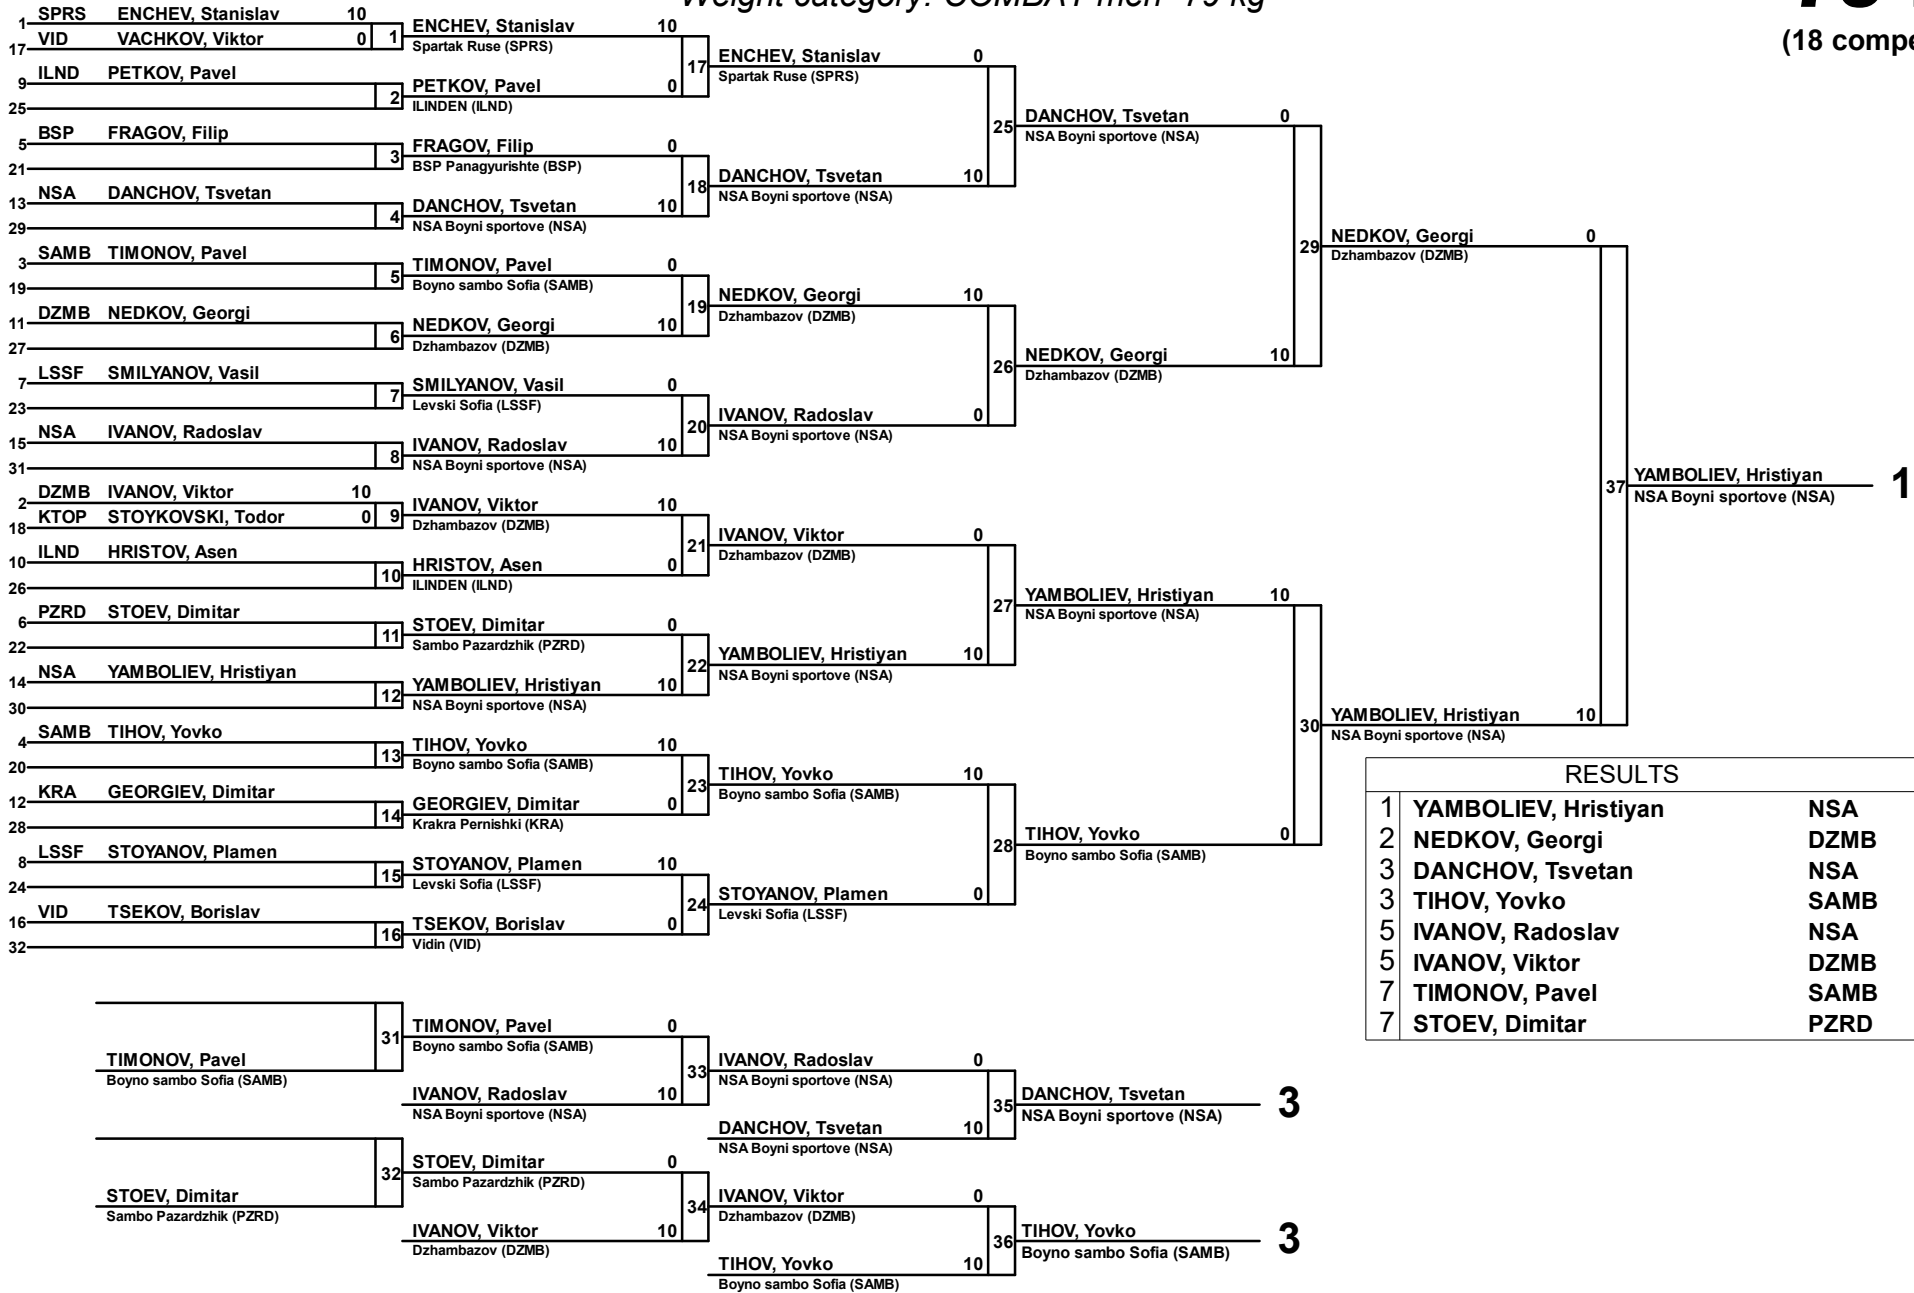 (18 compe
1 SPRS ENCHEV, Stanislav 10
17 VID VACHKOV, Viktor 0 1
9 ILND PETKOV, Pavel
25 2
5 BSP FRAGOV, Filip
21 3
13 NSA DANCHOV, Tsvetan
29 4
3 SAMB TIMONOV, Pavel
19 5
11 DZMB NEDKOV, Georgi
27 6
7 LSSF SMILYANOV, Vasil
23 7
15 NSA IVANOV, Radoslav
31 8
2 DZMB IVANOV, Viktor 10
18 KTOP STOYKOVSKI, Todor 0 9
10 ILND HRISTOV, Asen
26 10
6 PZRD STOEV, Dimitar
22 11
14 NSA YAMBOLIEV, Hristiyan
30 12
4 SAMB TIHOV, Yovko
20 13
12 KRA GEORGIEV, Dimitar
28 14
8 LSSF STOYANOV, Plamen
24 15
16 VID TSEKOV, Borislav
32 16
ENCHEV, Stanislav 10
Spartak Ruse (SPRS)
17
PETKOV, Pavel 0
ILINDEN (ILND)
FRAGOV, Filip 0
BSP Panagyurishte (BSP)
18
DANCHOV, Tsvetan 10
NSA Boyni sportove (NSA)
TIMONOV, Pavel 0
Boyno sambo Sofia (SAMB)
19
NEDKOV, Georgi 10
Dzhambazov (DZMB)
SMILYANOV, Vasil 0
Levski Sofia (LSSF)
20
IVANOV, Radoslav 10
NSA Boyni sportove (NSA)
IVANOV, Viktor 10
Dzhambazov (DZMB)
21
HRISTOV, Asen 0
ILINDEN (ILND)
STOEV, Dimitar 0
Sambo Pazardzhik (PZRD)
22
YAMBOLIEV, Hristiyan 10
NSA Boyni sportove (NSA)
TIHOV, Yovko 10
Boyno sambo Sofia (SAMB)
23
GEORGIEV, Dimitar 0
Krakra Pernishki (KRA)
STOYANOV, Plamen 10
Levski Sofia (LSSF)
24
TSEKOV, Borislav 0
Vidin (VID)
ENCHEV, Stanislav 0
Spartak Ruse (SPRS)
25
DANCHOV, Tsvetan 10
NSA Boyni sportove (NSA)
NEDKOV, Georgi 10
Dzhambazov (DZMB)
26
IVANOV, Radoslav 0
NSA Boyni sportove (NSA)
IVANOV, Viktor 0
Dzhambazov (DZMB)
27
YAMBOLIEV, Hristiyan 10
NSA Boyni sportove (NSA)
TIHOV, Yovko 10
Boyno sambo Sofia (SAMB)
28
STOYANOV, Plamen 0
Levski Sofia (LSSF)
DANCHOV, Tsvetan 0
NSA Boyni sportove (NSA)
29
NEDKOV, Georgi 10
Dzhambazov (DZMB)
YAMBOLIEV, Hristiyan 10
NSA Boyni sportove (NSA)
30
TIHOV, Yovko 0
Boyno sambo Sofia (SAMB)
NEDKOV, Georgi 0
Dzhambazov (DZMB)
37
YAMBOLIEV, Hristiyan 10
NSA Boyni sportove (NSA)
YAMBOLIEV, Hristiyan 1
NSA Boyni sportove (NSA)
RESULTS
1 YAMBOLIEV, Hristiyan NSA
2 NEDKOV, Georgi DZMB
3 DANCHOV, Tsvetan NSA
3 TIHOV, Yovko SAMB
5 IVANOV, Radoslav NSA
5 IVANOV, Viktor DZMB
7 TIMONOV, Pavel SAMB
7 STOEV, Dimitar PZRD
31
TIMONOV, Pavel
Boyno sambo Sofia (SAMB)
TIMONOV, Pavel 0
Boyno sambo Sofia (SAMB)
33
IVANOV, Radoslav 10
NSA Boyni sportove (NSA)
IVANOV, Radoslav 0
NSA Boyni sportove (NSA)
35
DANCHOV, Tsvetan 10
NSA Boyni sportove (NSA)
DANCHOV, Tsvetan 3
NSA Boyni sportove (NSA)
32
STOEV, Dimitar
Sambo Pazardzhik (PZRD)
STOEV, Dimitar 0
Sambo Pazardzhik (PZRD)
34
IVANOV, Viktor 10
Dzhambazov (DZMB)
IVANOV, Viktor 0
Dzhambazov (DZMB)
36
TIHOV, Yovko 10
Boyno sambo Sofia (SAMB)
TIHOV, Yovko 3
Boyno sambo Sofia (SAMB)